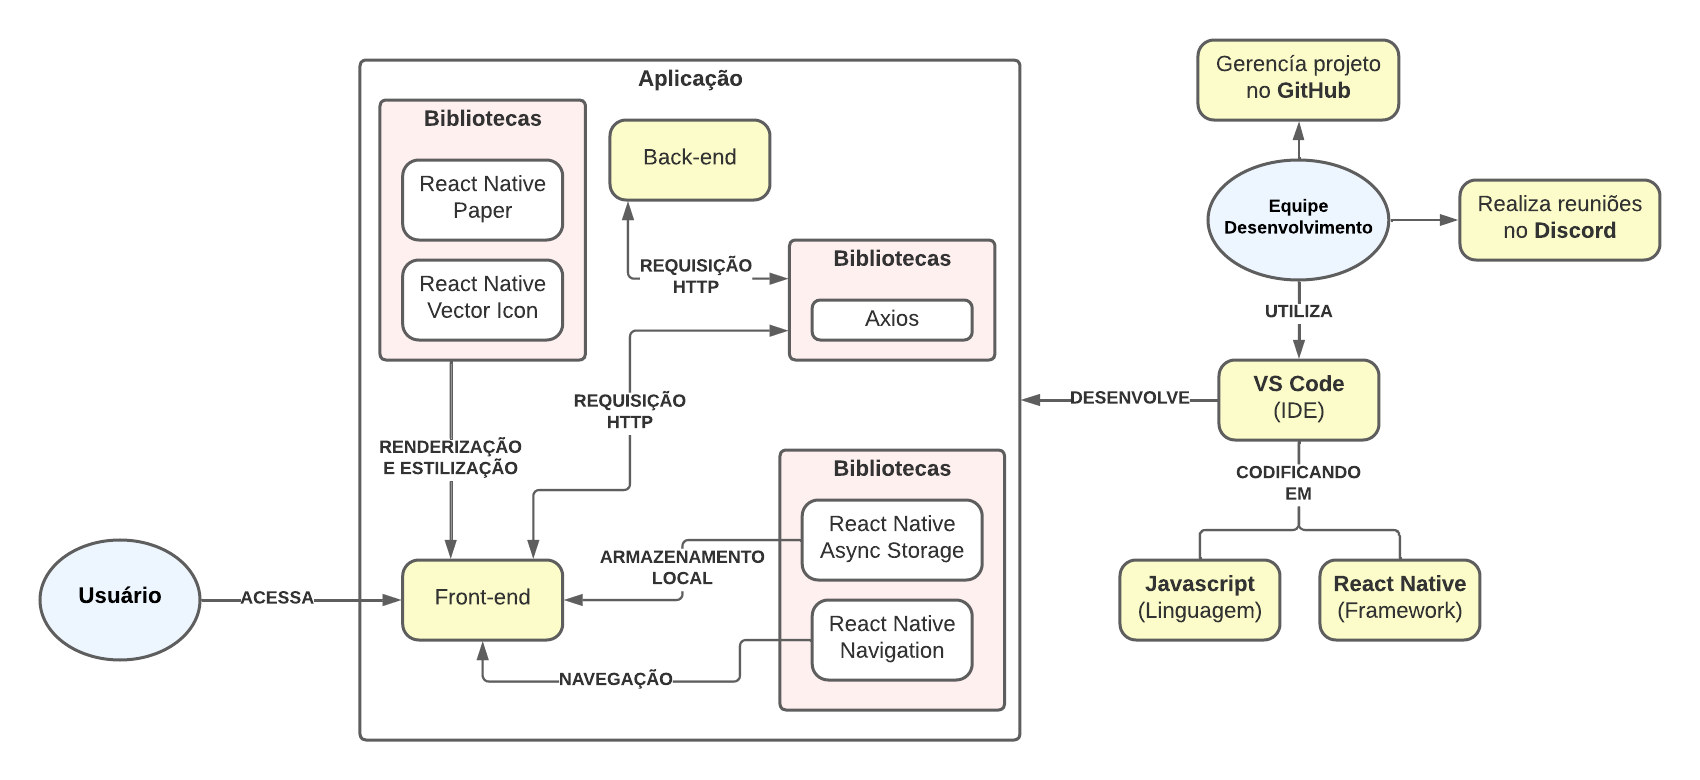 Aplicação
Bibliotecas
React Native
Paper
React Native
Vector Icon
Back-end
REQUISIÇÃO
HTTP
Bibliotecas
Axios
REQUISIÇÃO
HTTP
RENDERIZAÇÃO
E ESTILIZAÇÃO
Bibliotecas
React Native
Async Storage
React Native
Navigation
ARMAZENAMENTO
LOCAL
NAVEGAÇÃO
Front-end
ACESSA
Usuário
Gerencía projeto
no GitHub
Equipe
Desenvolvimento
Realiza reuniões
no Discord
UTILIZA
VS Code
(IDE)
DESENVOLVE
CODIFICANDO
EM
Javascript
(Linguagem)
React Native
(Framework)